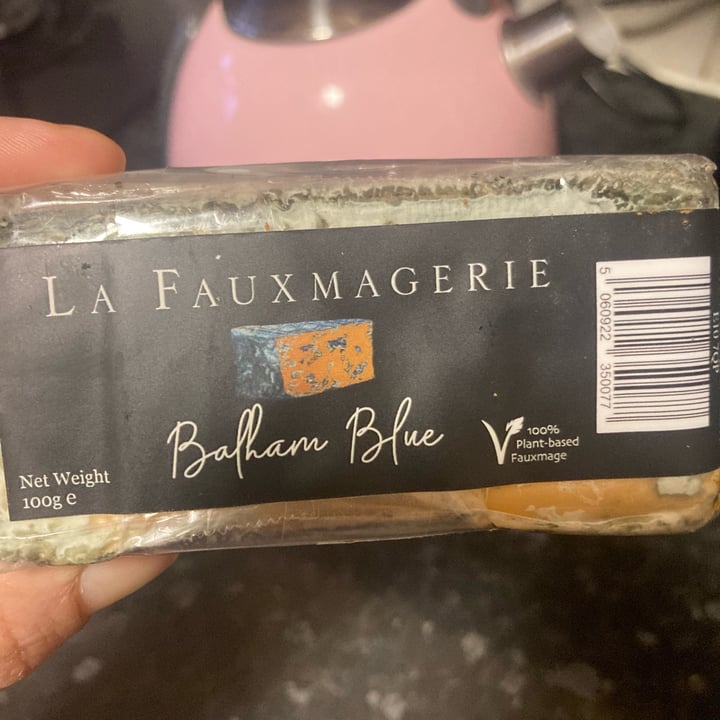 LA FAUXMAGERIE
Balham Blue
100%
Plant-based
Fauxmage
Net Weight
100g e
5 060922 350077